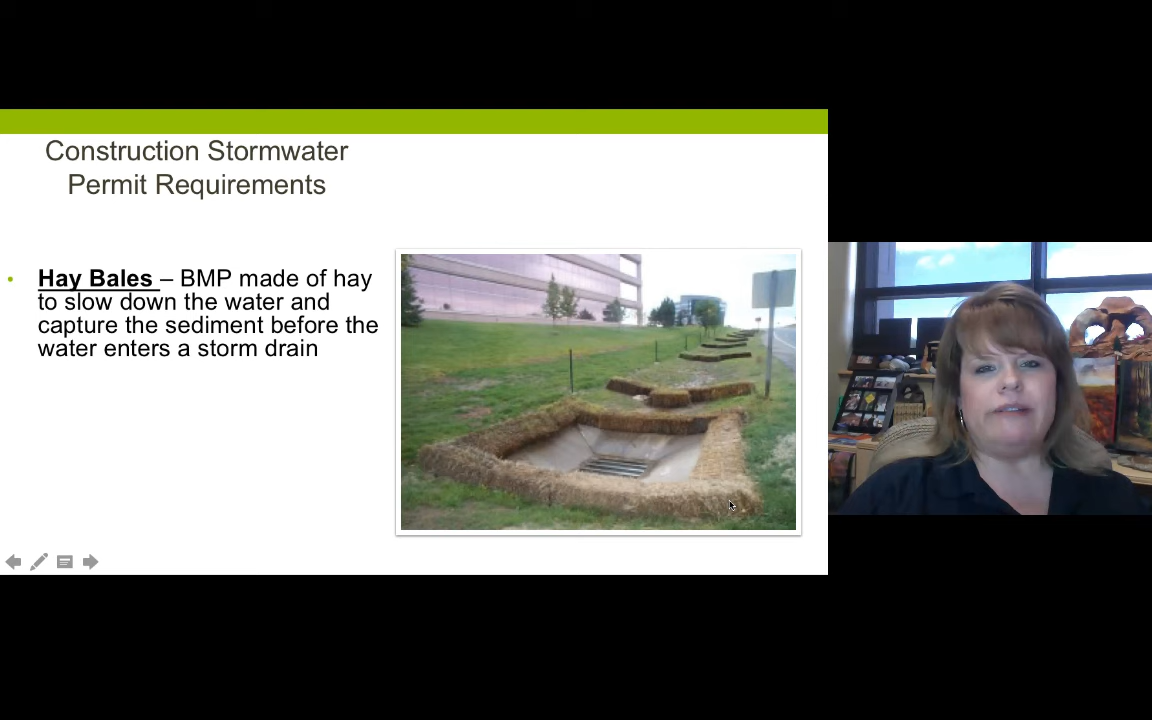 Construction Stormwater
Permit Requirements
• Hay Bales – BMP made of hay
to slow down the water and
capture the sediment before the
water enters a storm drain